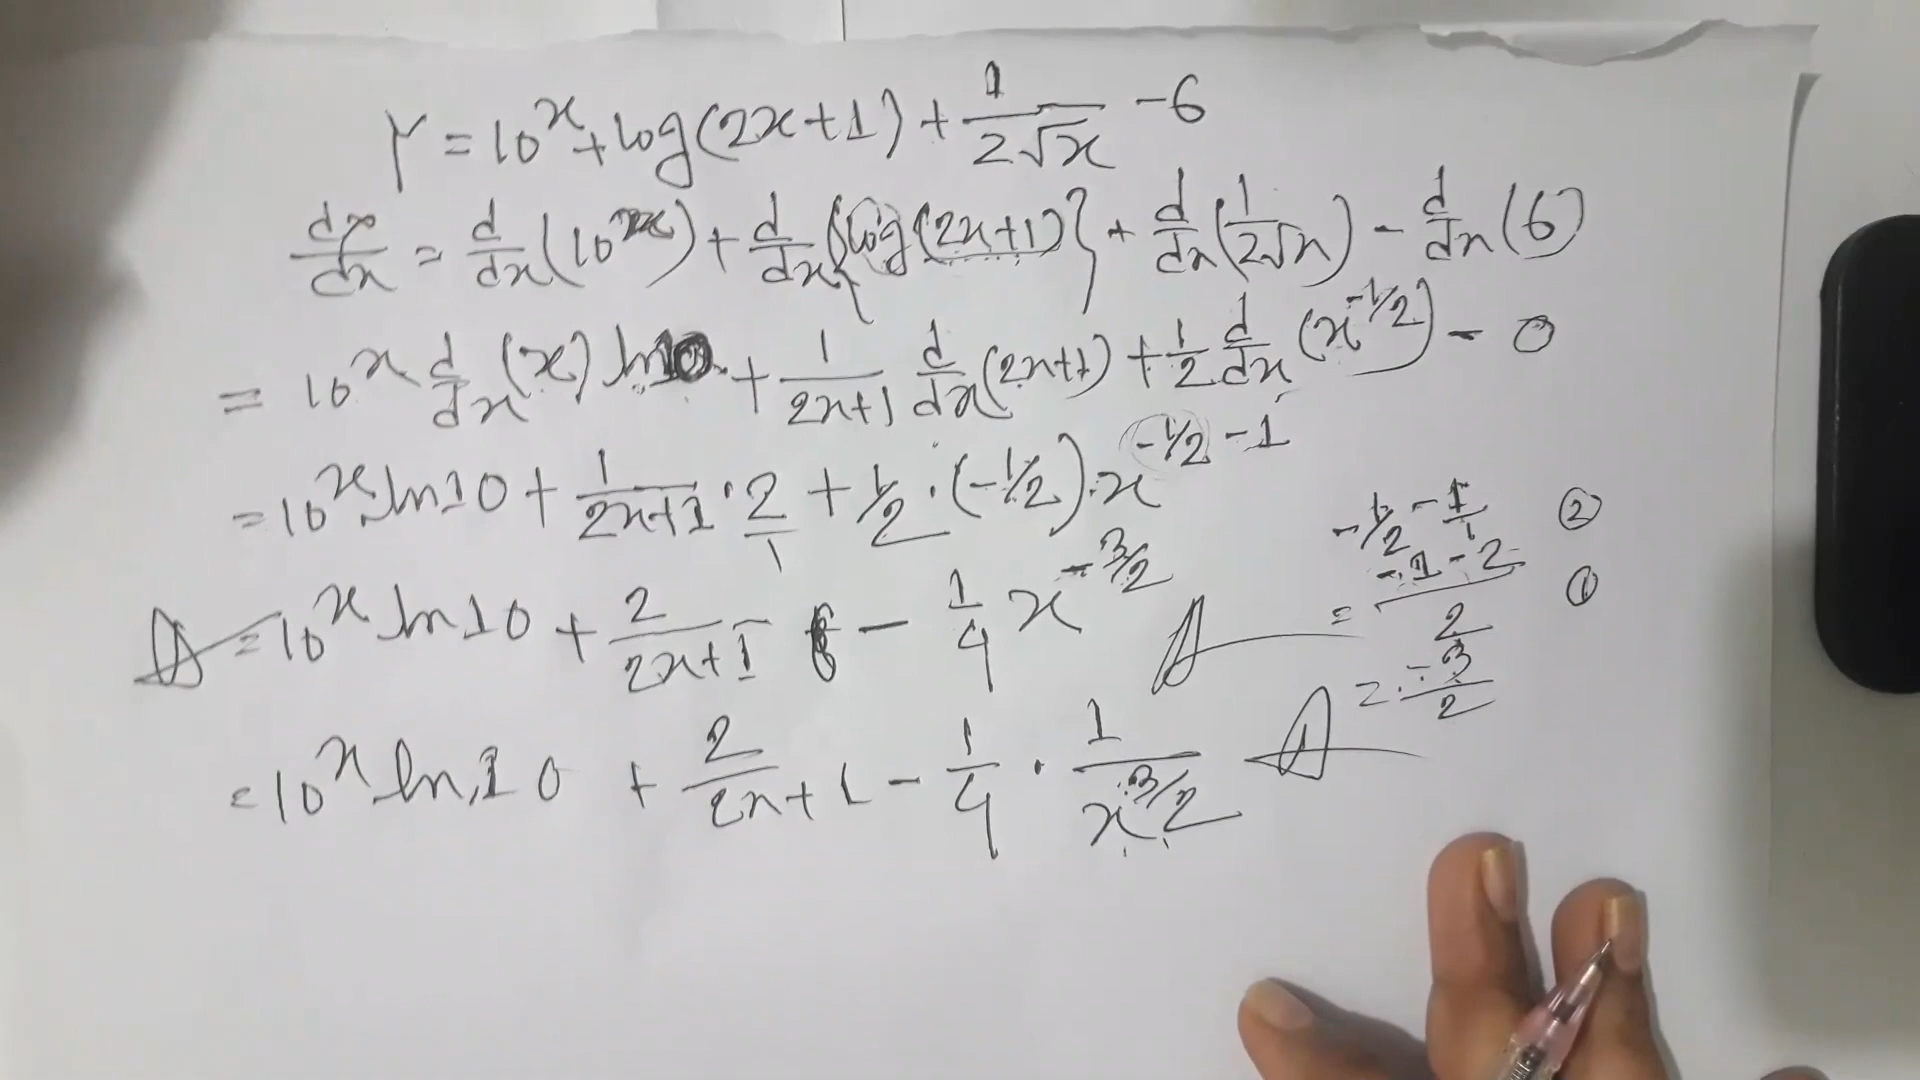 Y = 10^x + log(2x+1) + 1/(2√x) - 6
dy/dx = d/dx(10^x) + d/dx{log(2x+1)} + d/dx(1/(2√x)) - d/dx(6)
= 10^x d/dx(x) ln10 + 1/(2x+1) d/dx(2x+1) + 1/2 d/dx(x^(-1/2)) - 0
= 10^x . ln10 + 1/(2x+1) . 2/1 + 1/2 . (-1/2) . x^(-1/2 - 1)
= 10^x ln10 + 2/(2x+1) - 1/4 x^(-3/2)
= 10^x ln10 + 2/(2x+1) - 1/4 . 1/x^(3/2)
-1/2 - 1/1 ②
= (-1-2)/2 ①
= -3/2